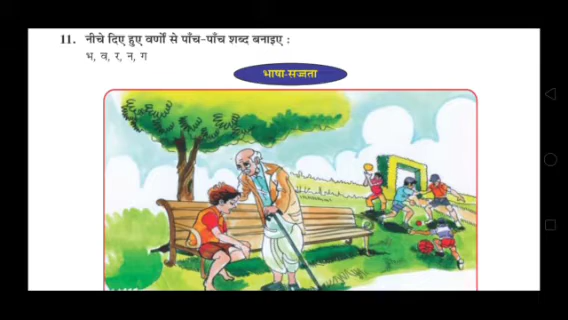 11. नीचे दिए हुए वर्णों से पाँच-पाँच शब्द बनाइए :
भ, व, र, न, ग
भाषा-सज्जता